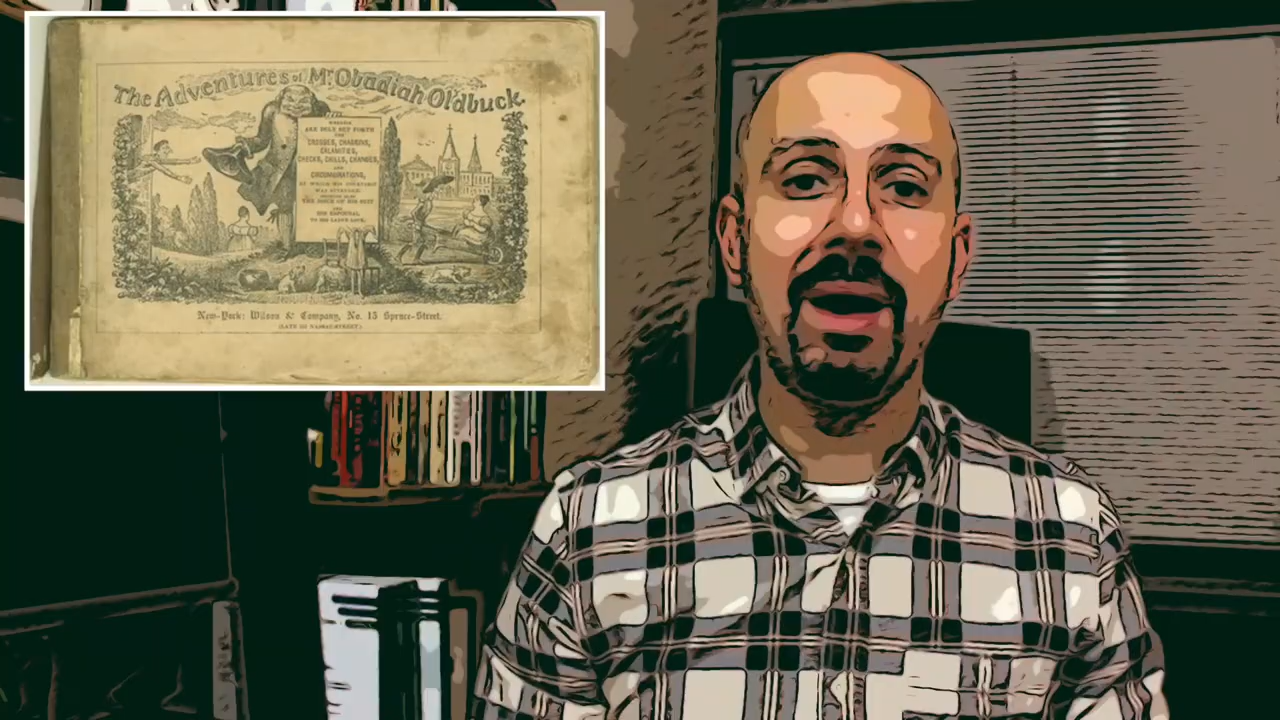 The Adventures of Mr. Obadiah Oldbuck.
WHEREIN
ARE DULY SET FORTH
THE
CROSSES, CHAGRINS,
CALAMITIES,
CHECKS, CHILLS, CHANGES,
AND
CIRCUMGYRATIONS,
BY WHICH HIS COURTSHIP
WAS ATTENDED.
SHOWING ALSO
THE ISSUE OF HIS SUIT
AND
HIS ESPOUSAL
TO HIS LADYE-LOVE.
New-York: Wilson & Company, No. 15 Spruce-Street.
(LATE 162 NASSAU-STREET)